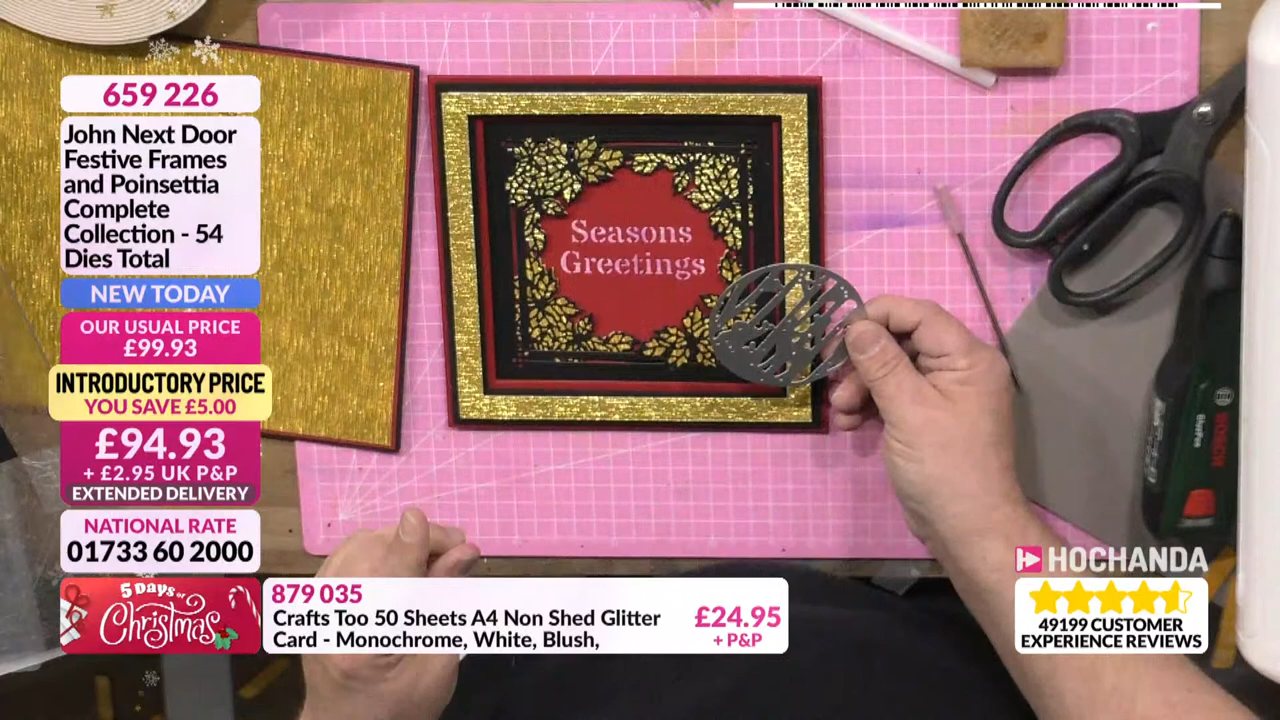 659 226
John Next Door
Festive Frames
and Poinsettia
Complete
Collection - 54
Dies Total
NEW TODAY
OUR USUAL PRICE
£99.93
INTRODUCTORY PRICE
YOU SAVE £5.00
£94.93
+ £2.95 UK P&P
EXTENDED DELIVERY
NATIONAL RATE
01733 60 2000
5 Days of
Christmas
879 035
Crafts Too 50 Sheets A4 Non Shed Glitter
Card - Monochrome, White, Blush,
£24.95
+ P&P
Seasons
Greetings
BOSCH
HOCHANDA
49199 CUSTOMER
EXPERIENCE REVIEWS